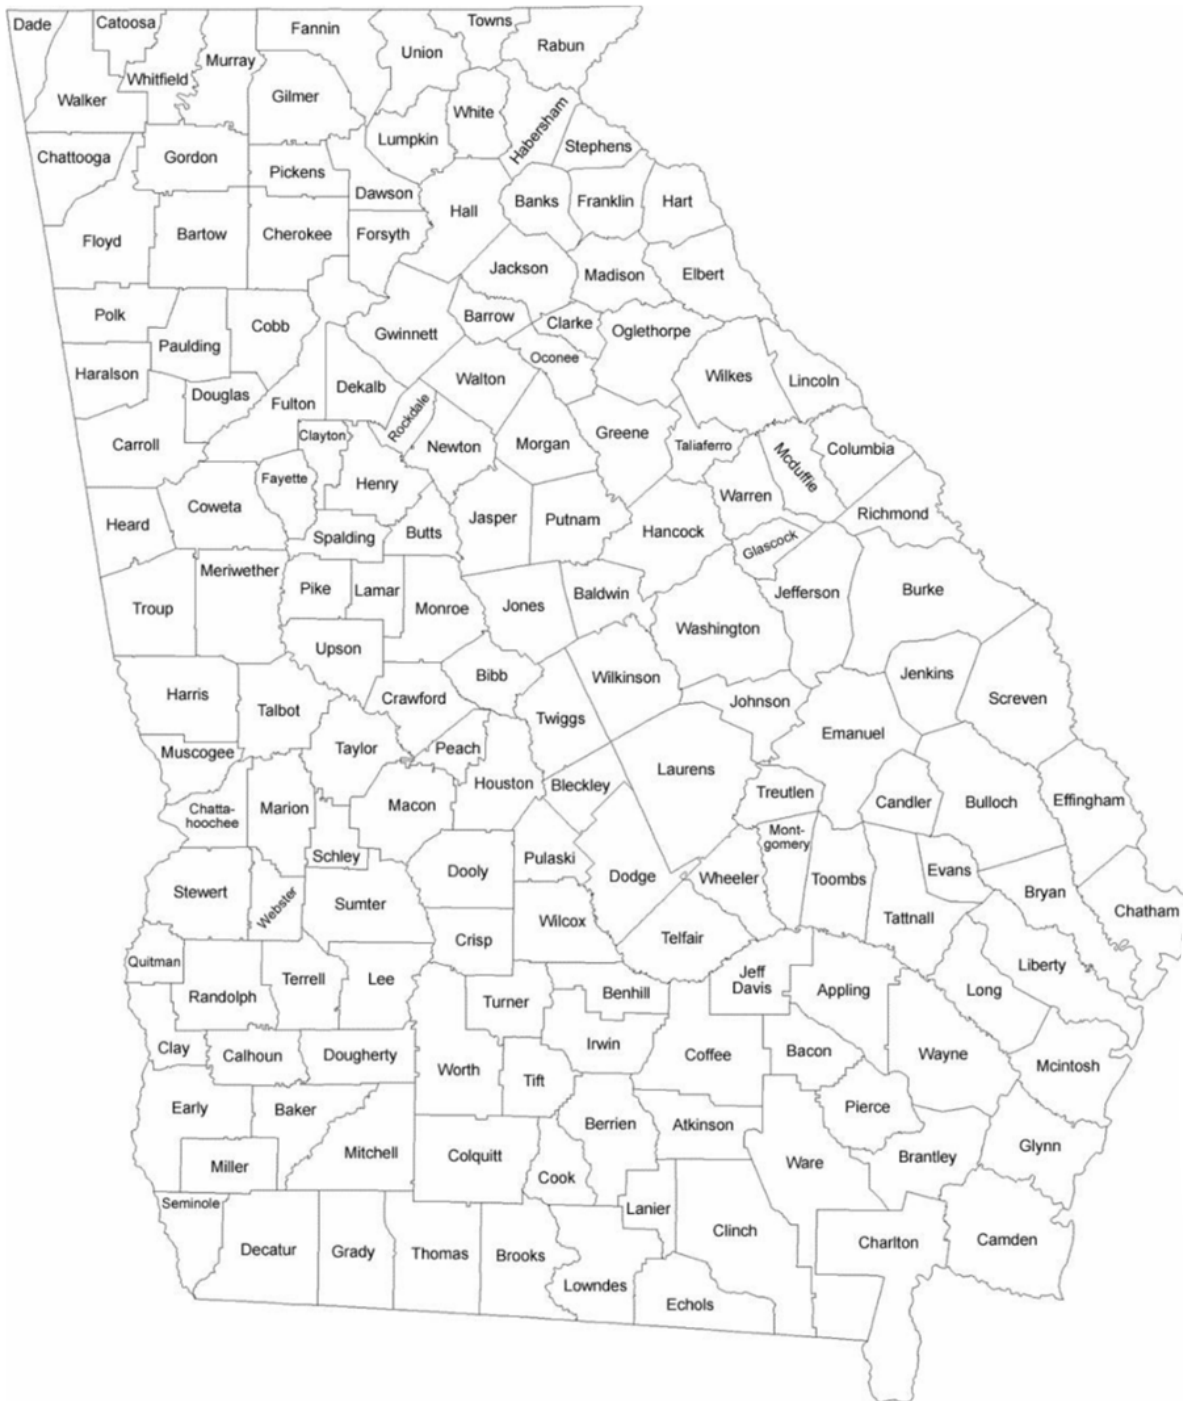 Dade
Catoosa
Fannin
Towns
Union
Rabun
Murray
Whitfield
Walker
Gilmer
White
Habersham
Lumpkin
Stephens
Chattooga
Gordon
Pickens
Dawson
Banks
Franklin
Hart
Hall
Floyd
Bartow
Cherokee
Forsyth
Jackson
Madison
Elbert
Polk
Cobb
Barrow
Clarke
Gwinnett
Oglethorpe
Paulding
Oconee
Haralson
Walton
Wilkes
Lincoln
Douglas
Dekalb
Fulton
Rockdale
Clayton
Carroll
Newton
Morgan
Greene
Taliaferro
Columbia
Mcduffie
Fayette
Henry
Warren
Coweta
Heard
Jasper
Putnam
Hancock
Richmond
Spalding
Butts
Glascock
Meriwether
Pike
Lamar
Baldwin
Jefferson
Burke
Troup
Monroe
Jones
Washington
Upson
Wilkinson
Bibb
Jenkins
Harris
Crawford
Johnson
Screven
Talbot
Twiggs
Emanuel
Muscogee
Taylor
Peach
Laurens
Houston
Bleckley
Treutlen
Effingham
Chatta-
hoochee
Marion
Macon
Candler
Bulloch
Mont-
gomery
Schley
Dooly
Pulaski
Dodge
Wheeler
Toombs
Evans
Stewert
Webster
Sumter
Bryan
Chatham
Wilcox
Tattnall
Crisp
Telfair
Quitman
Terrell
Lee
Jeff
Davis
Liberty
Randolph
Turner
Benhill
Appling
Long
Clay
Calhoun
Dougherty
Irwin
Coffee
Bacon
Wayne
Worth
Tift
Mcintosh
Early
Baker
Pierce
Berrien
Atkinson
Miller
Mitchell
Colquitt
Cook
Ware
Brantley
Glynn
Seminole
Lanier
Clinch
Decatur
Grady
Thomas
Brooks
Charlton
Camden
Lowndes
Echols